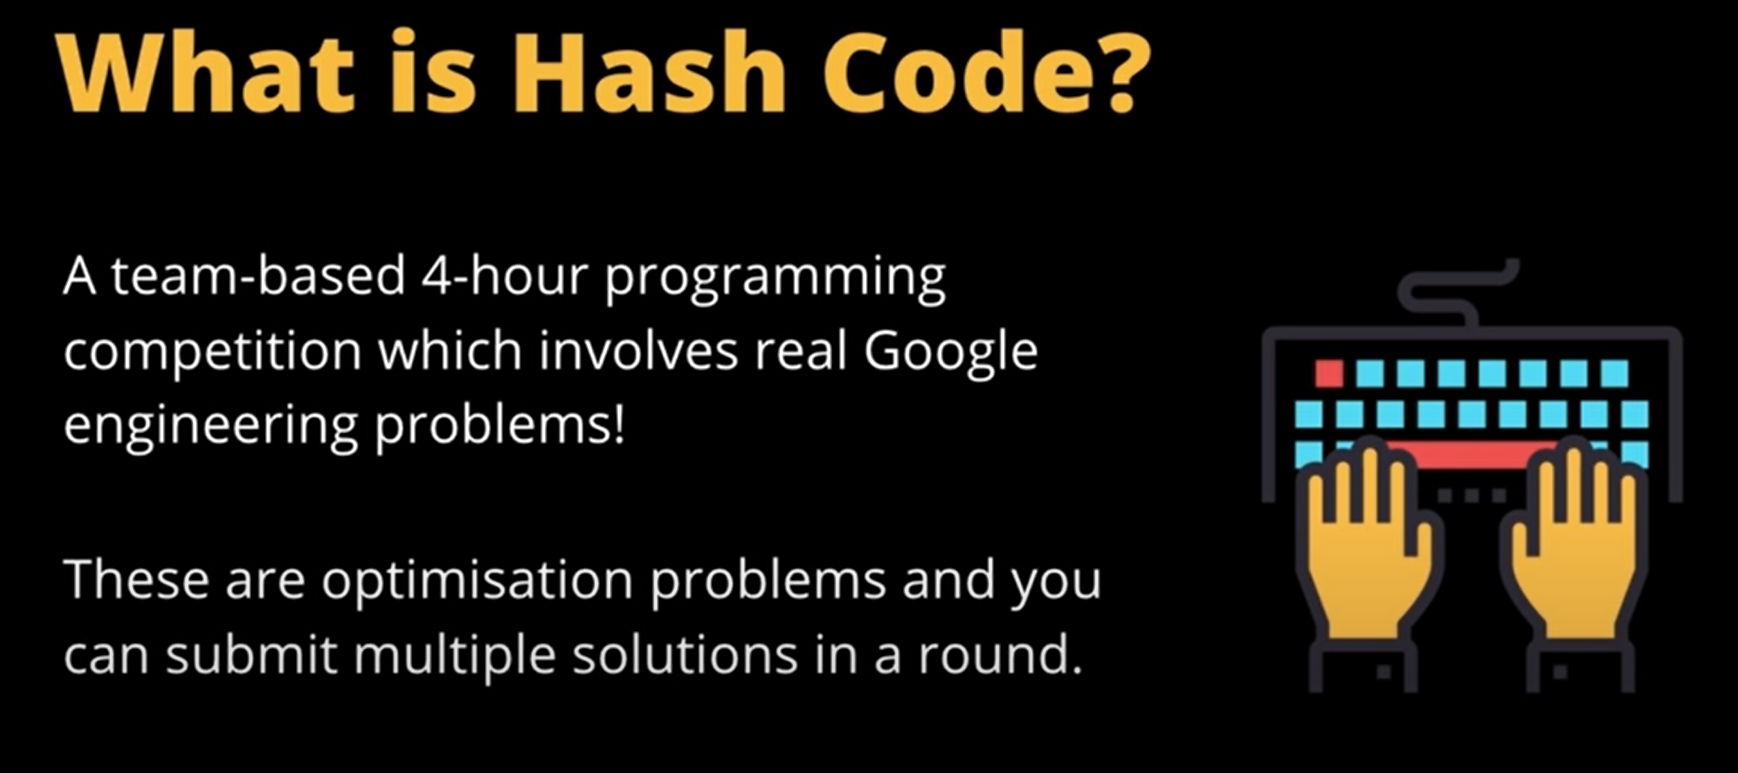 What is Hash Code?
A team-based 4-hour programming
competition which involves real Google
engineering problems!
These are optimisation problems and you
can submit multiple solutions in a round.